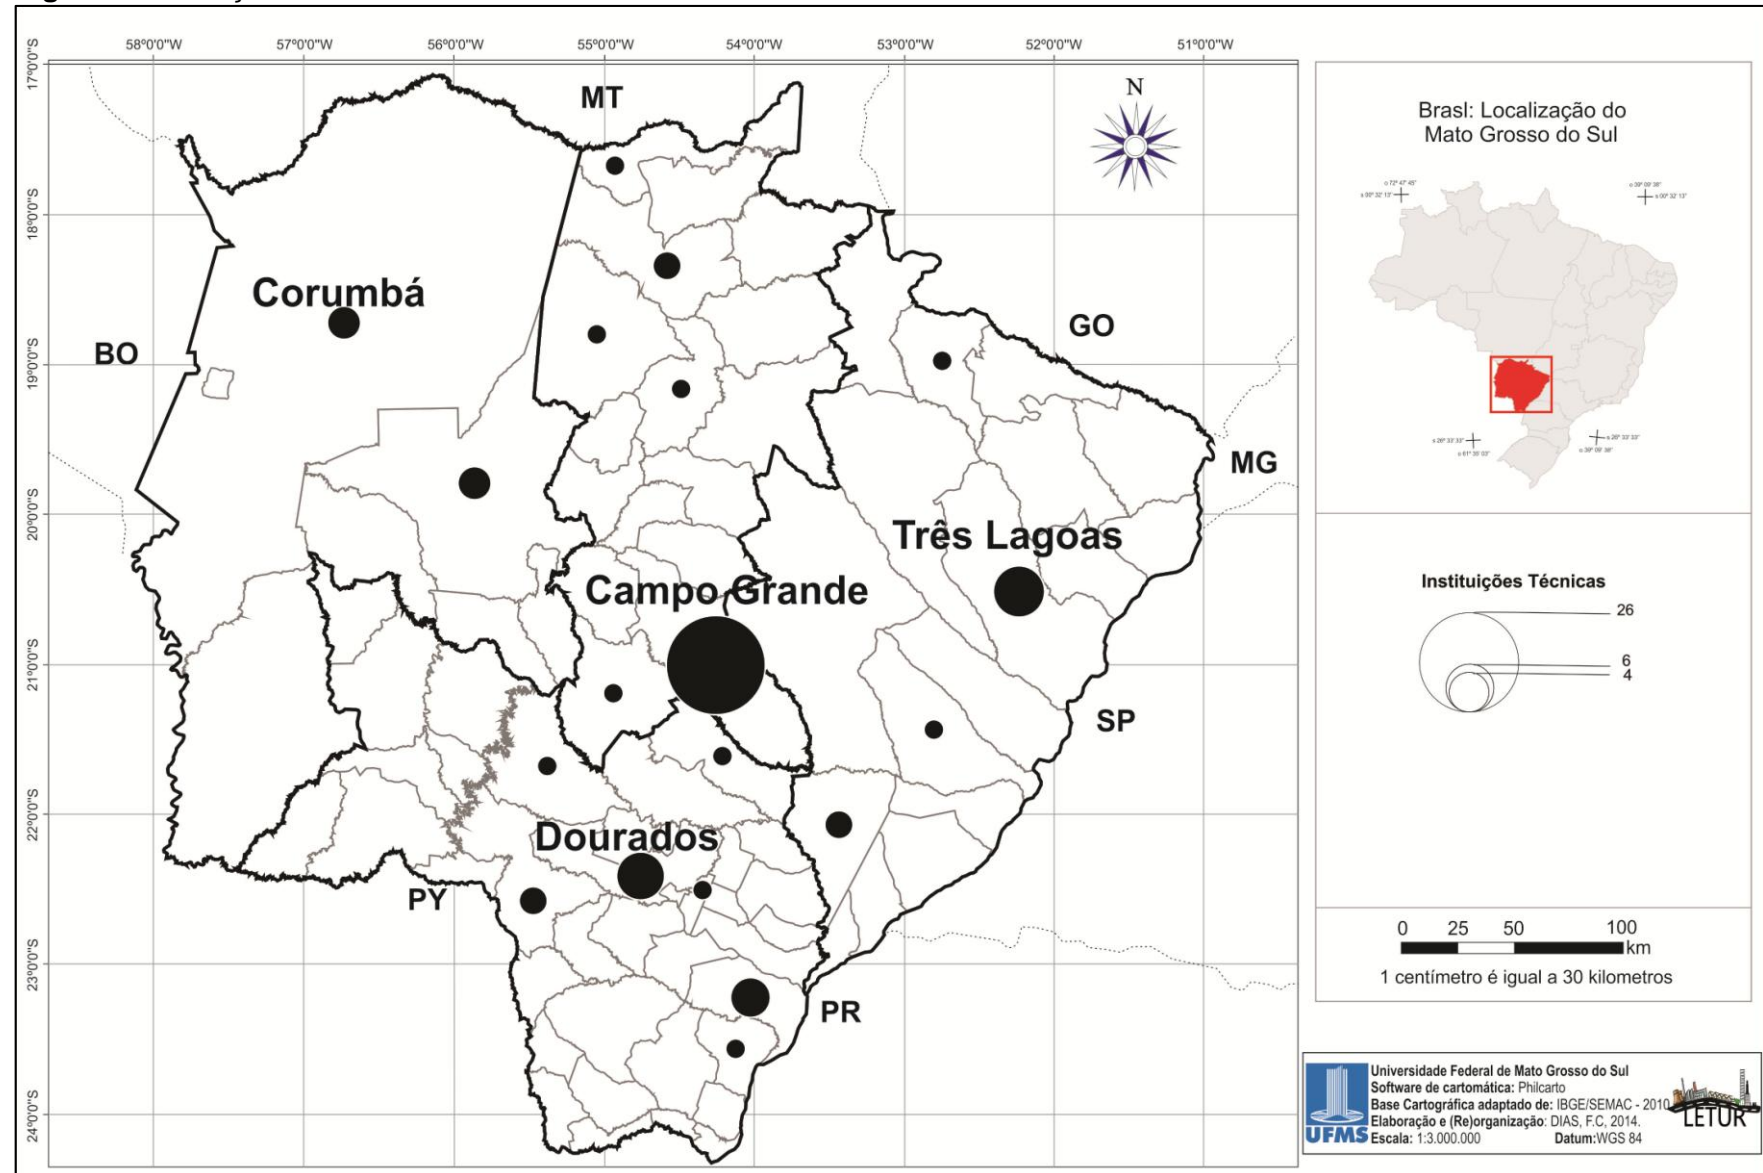 58°0'0"W 57°0'0"W 56°0'0"W 55°0'0"W 54°0'0"W 53°0'0"W 52°0'0"W 51°0'0"W
17°0'0"S
18°0'0"S
19°0'0"S
20°0'0"S
21°0'0"S
22°0'0"S
23°0'0"S
24°0'0"S
MT
N
Corumbá
BO
GO
MG
Três Lagoas
Campo Grande
SP
Dourados
PY
PR
Brasl: Localização do
Mato Grosso do Sul
Instituições Técnicas
26
6
4
0 25 50 100
km
1 centímetro é igual a 30 kilometros
UFMS
Universidade Federal de Mato Grosso do Sul
Software de cartomática: Philcarto
Base Cartográfica adaptado de: IBGE/SEMAC - 2010
Elaboração e (Re)organização: DIAS, F.C, 2014.
Escala: 1:3.000.000 Datum:WGS 84
LETUR